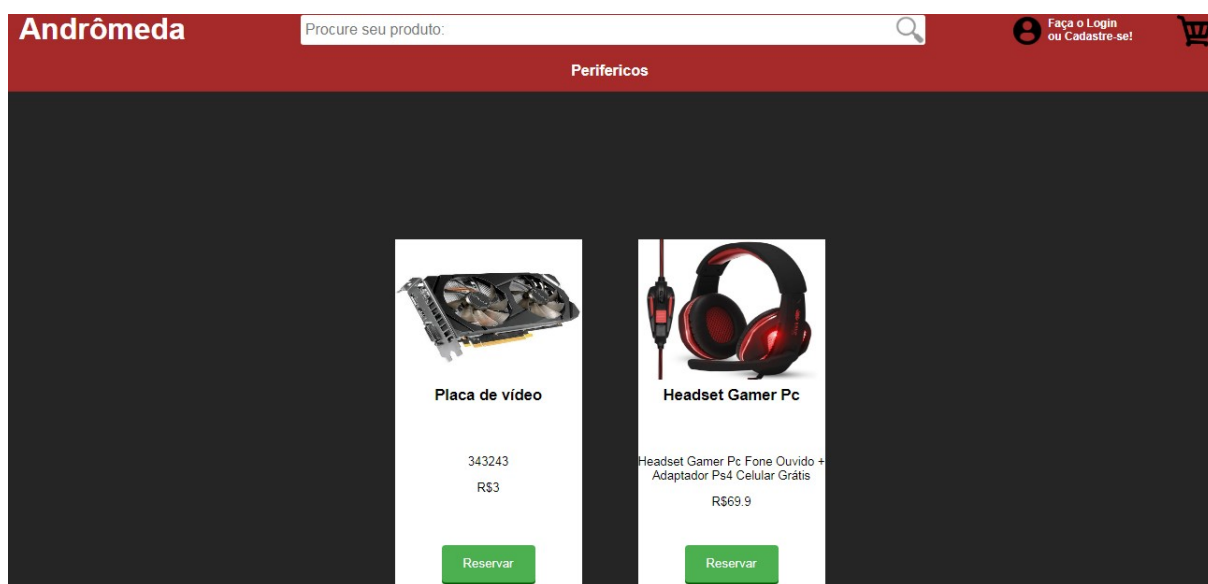 Andrômeda
Procure seu produto:
Faça o Login
ou Cadastre-se!
Perifericos
Placa de vídeo
343243
R$3
Reservar
Headset Gamer Pc
Headset Gamer Pc Fone Ouvido +
Adaptador Ps4 Celular Grátis
R$69.9
Reservar